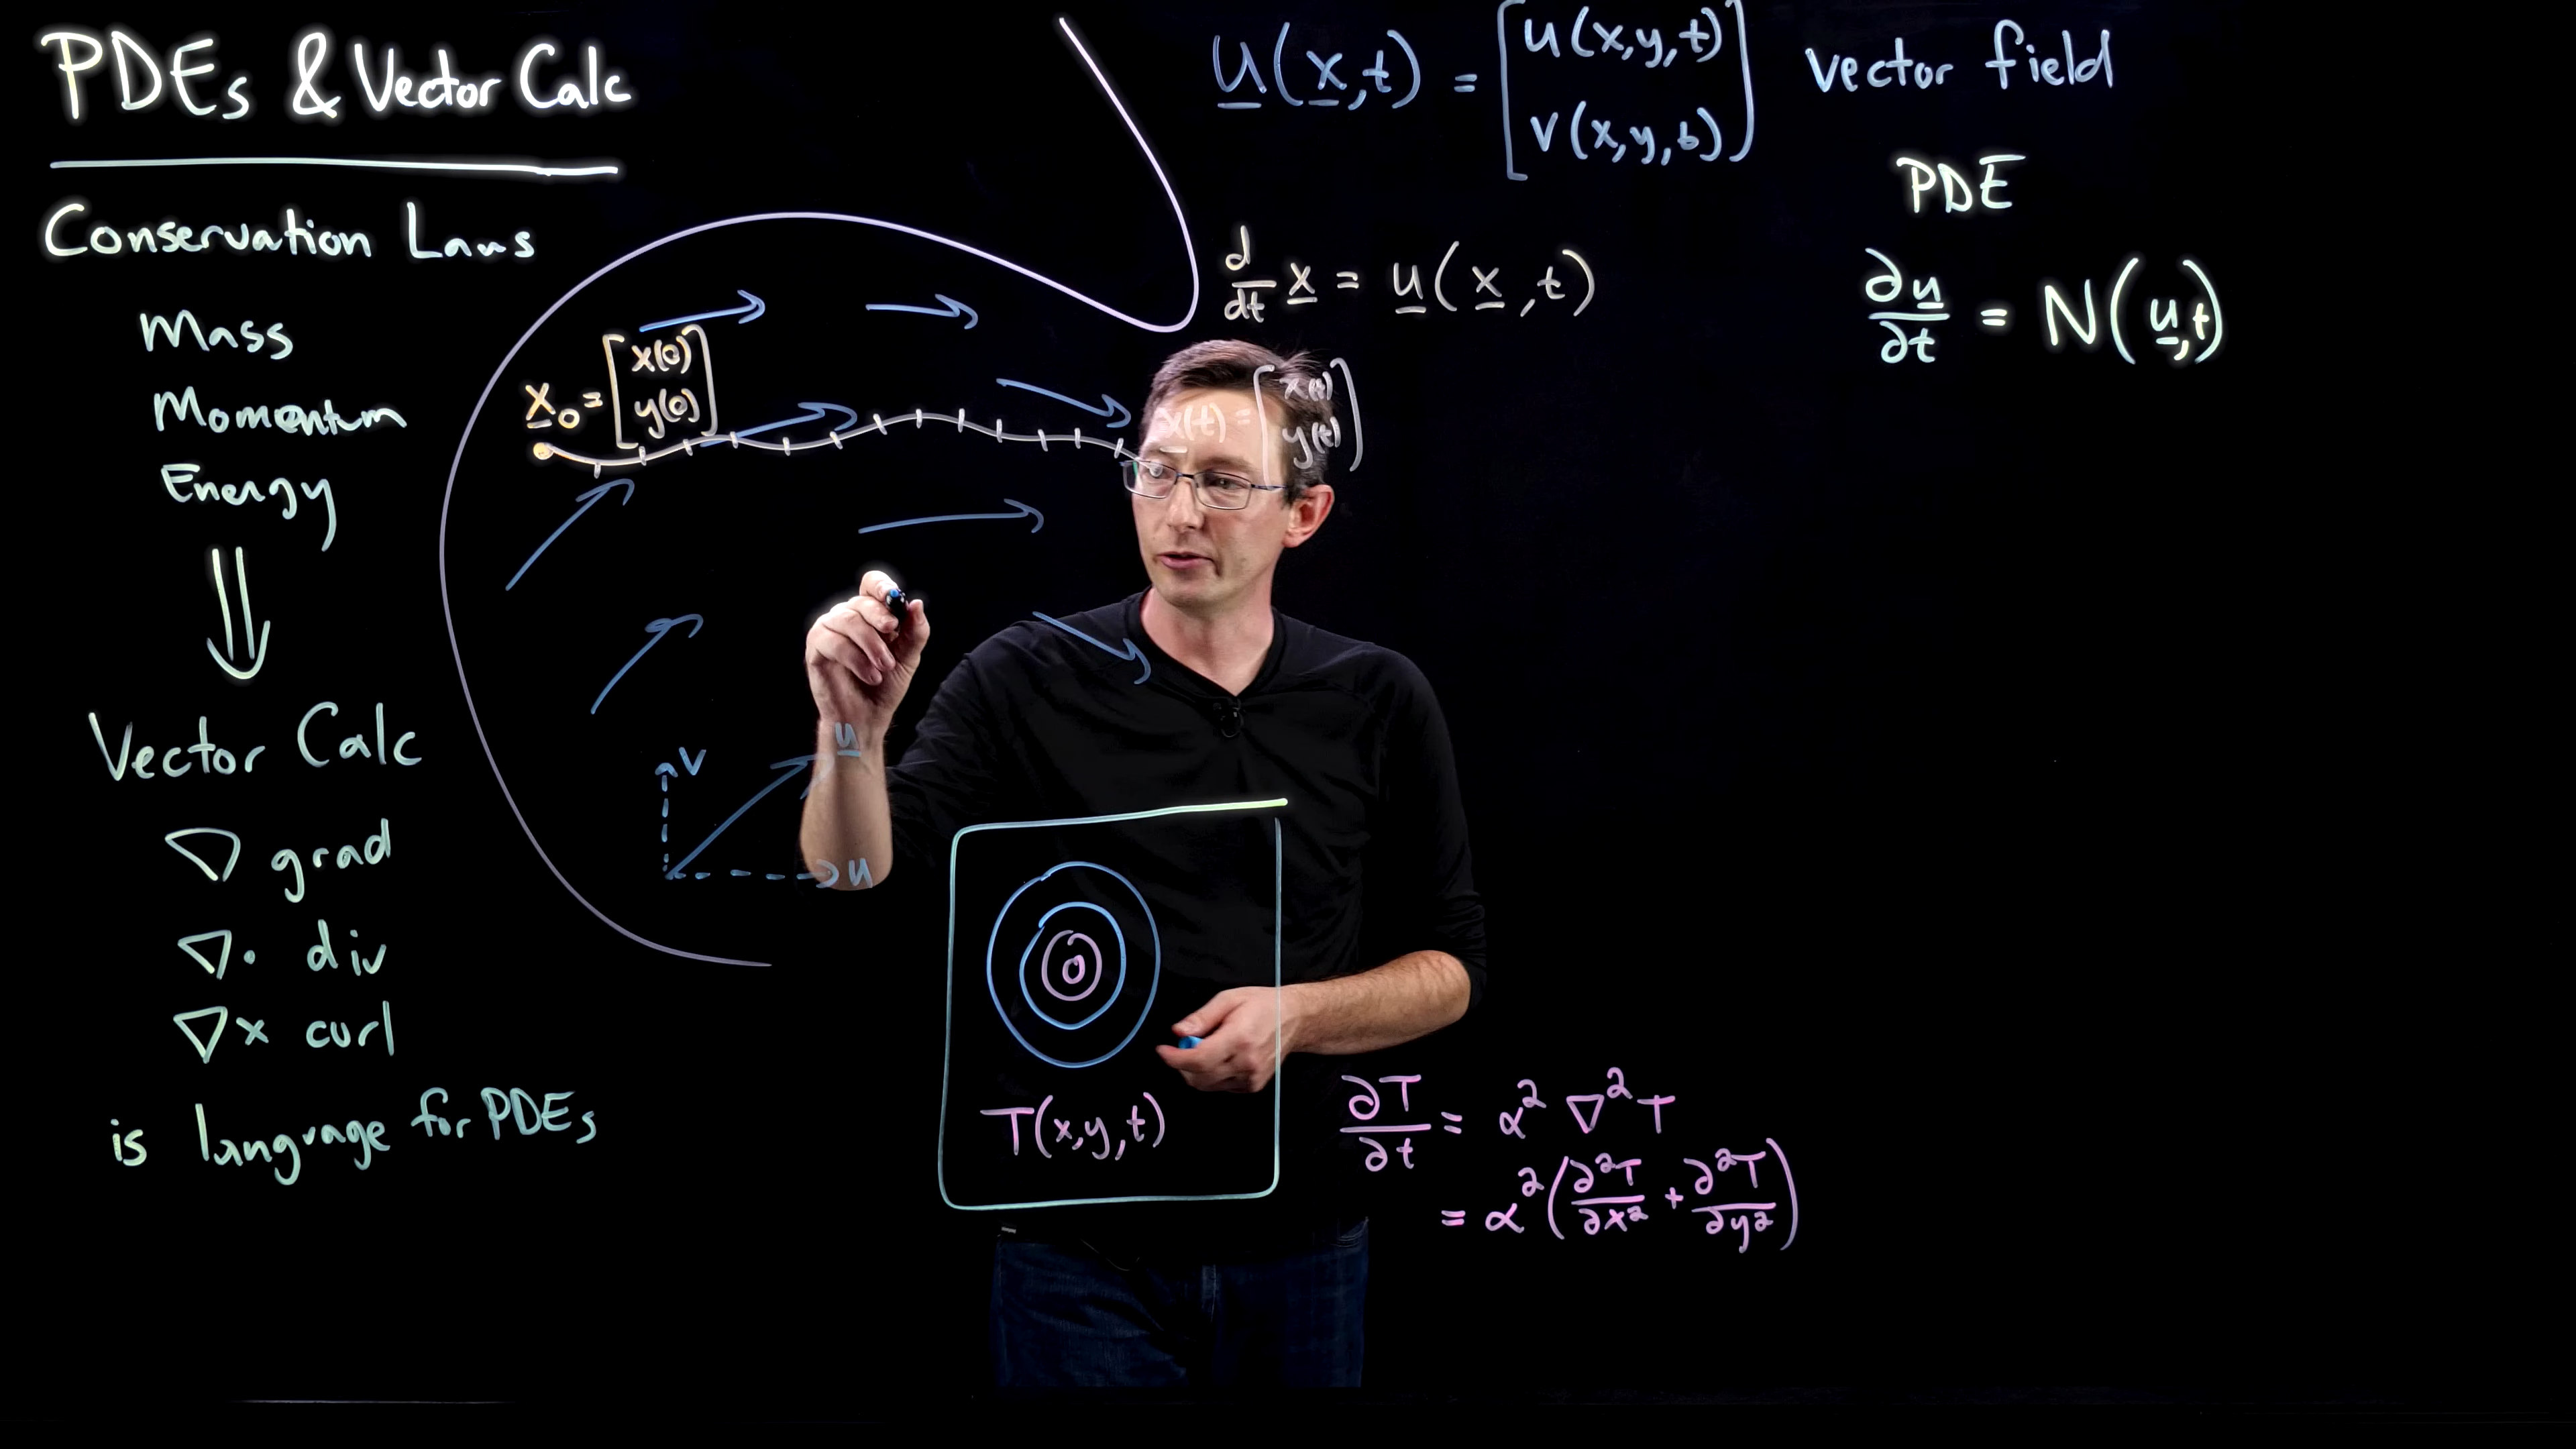 PDEs & Vector Calc
Conservation Laws
Mass
Momentum
Energy
⇓
Vector Calc
∇ grad
∇· div
∇× curl
is language for PDEs
u(x,t) = [u(x,y,t)
v(x,y,t)]
vector field
d/dt x = u(x,t)
PDE
∂u/∂t = N(u,t)
x₀ = [x(0)
y(0)]
x(t) = [x(t)
y(t)]
v
u
u
T(x,y,t)
∂T/∂t = α² ∇²T
= α²(∂²T/∂x² + ∂²T/∂y²)